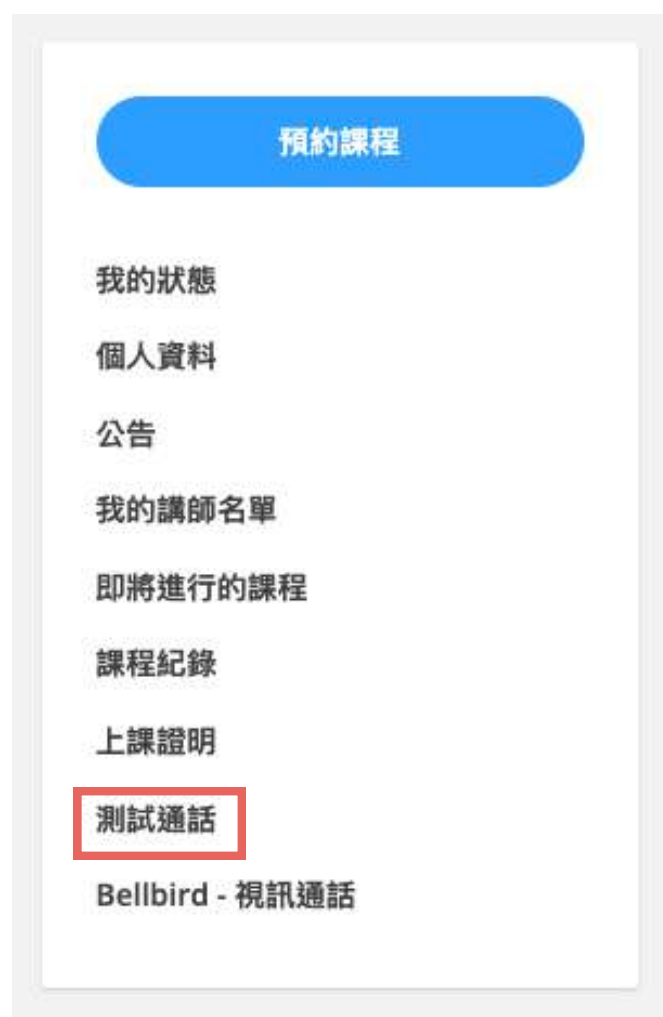 預約課程
我的狀態
個人資料
公告
我的講師名單
即將進行的課程
課程紀錄
上課證明
測試通話
Bellbird - 視訊通話